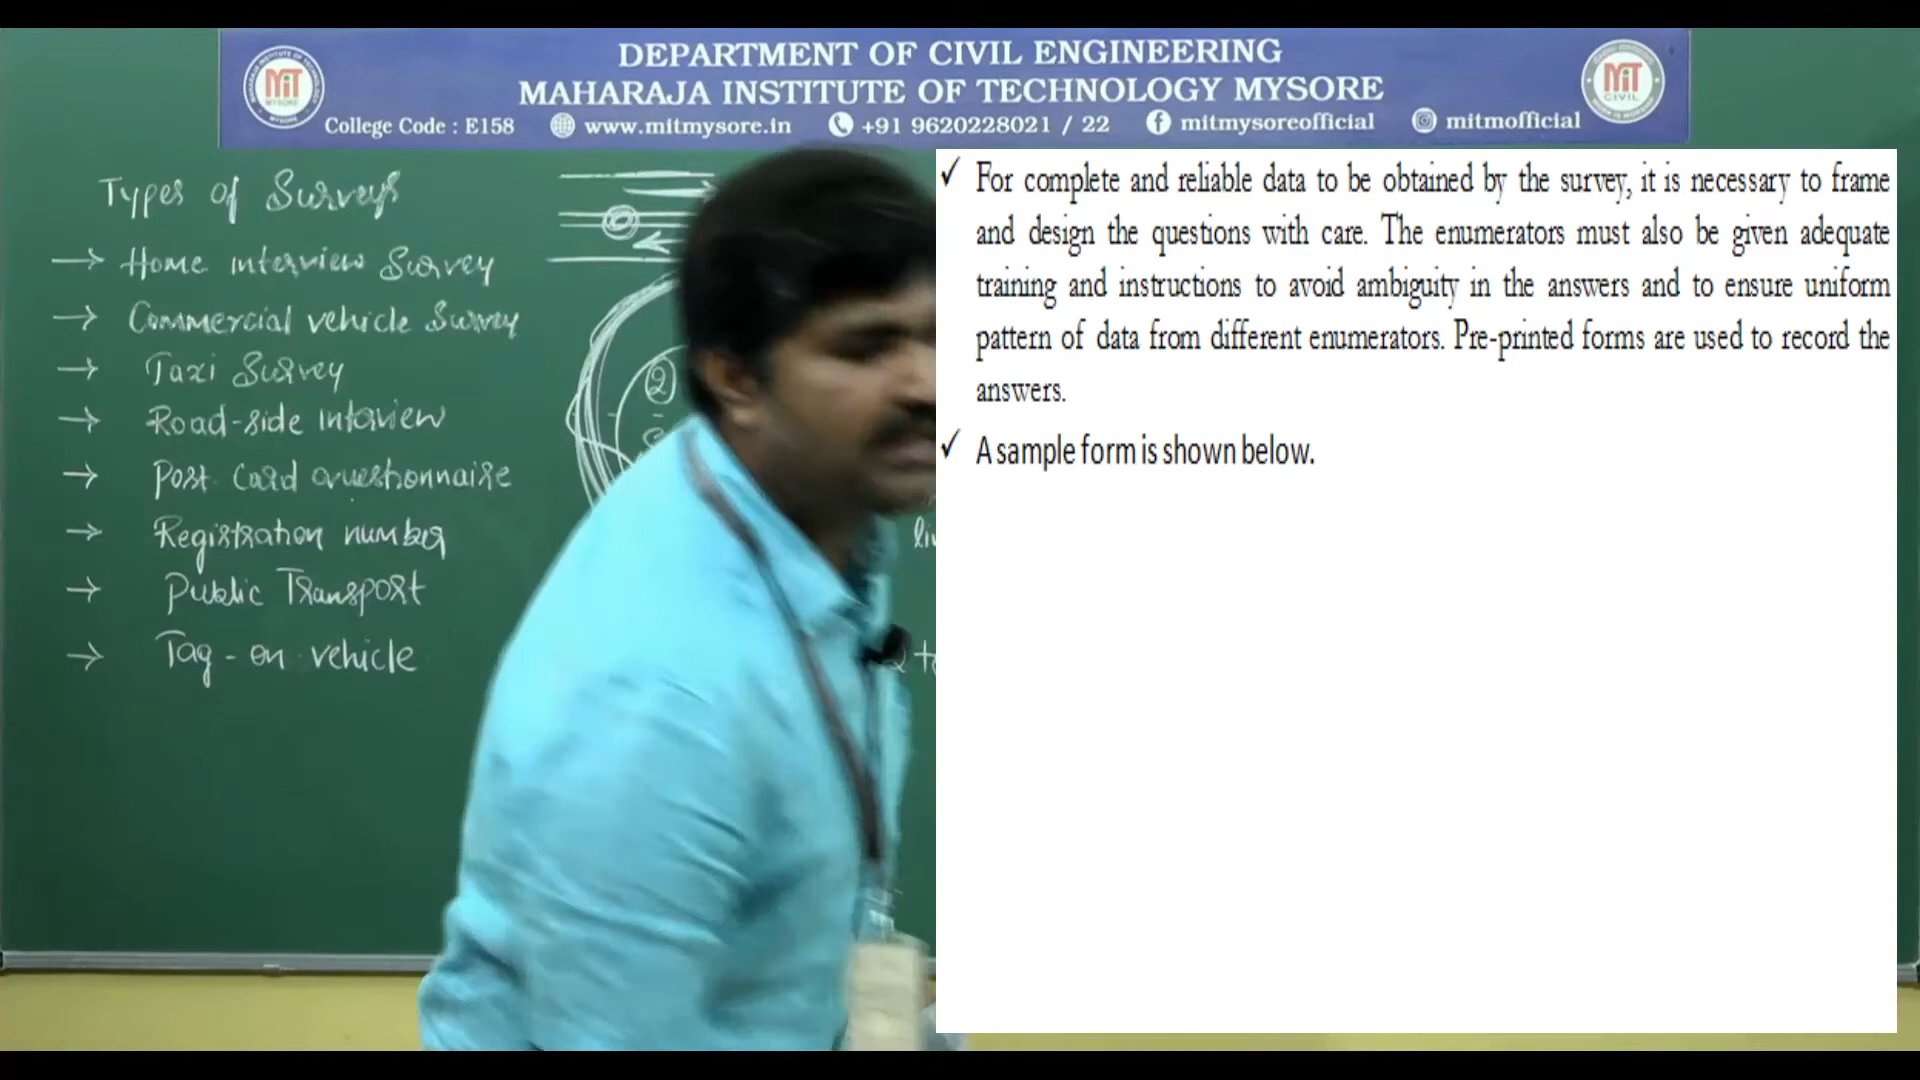 DEPARTMENT OF CIVIL ENGINEERING
MAHARAJA INSTITUTE OF TECHNOLOGY MYSORE
College Code : E158 www.mitmysore.in +91 9620228021 / 22 mitmysoreofficial mitmofficial
MiT
MYSORE
MiT
CIVIL
Types of Surveys
→ Home interview Survey
→ Commercial vehicle Survey
→ Taxi Survey
→ Road-side interview
→ Post Card questionnaire
→ Registration number
→ Public Transport
→ Tag-on vehicle
2
✓ For complete and reliable data to be obtained by the survey, it is necessary to frame
and design the questions with care. The enumerators must also be given adequate
training and instructions to avoid ambiguity in the answers and to ensure uniform
pattern of data from different enumerators. Pre-printed forms are used to record the
answers.
✓ A sample form is shown below.